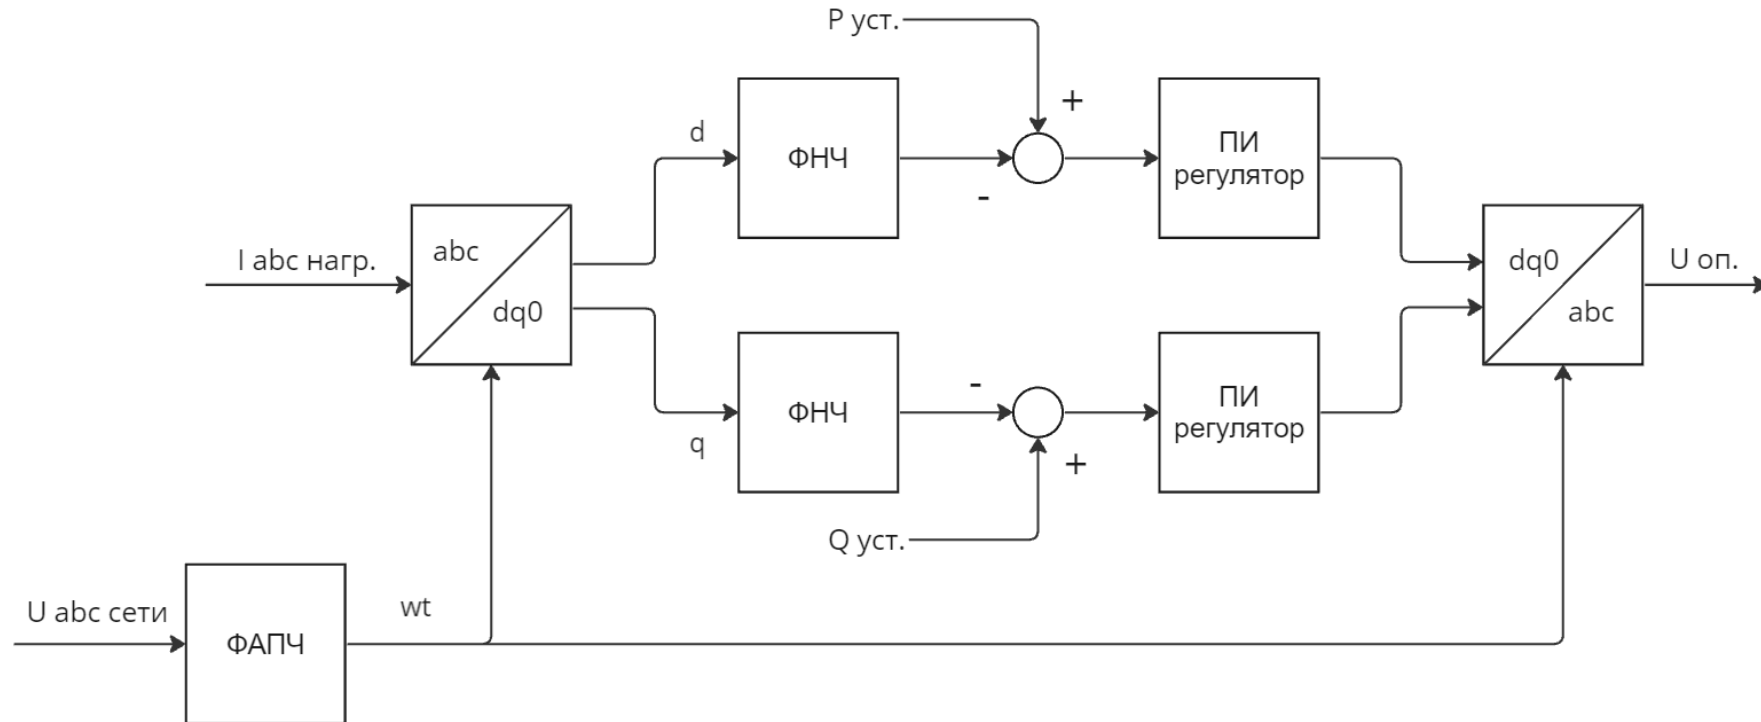 P уст.
+
d
ФНЧ
-
ПИ
регулятор
I abc нагр.
abc
dq0
dq0
abc
U оп.
q
ФНЧ
-
+
ПИ
регулятор
Q уст.
U abc сети
ФАПЧ
wt